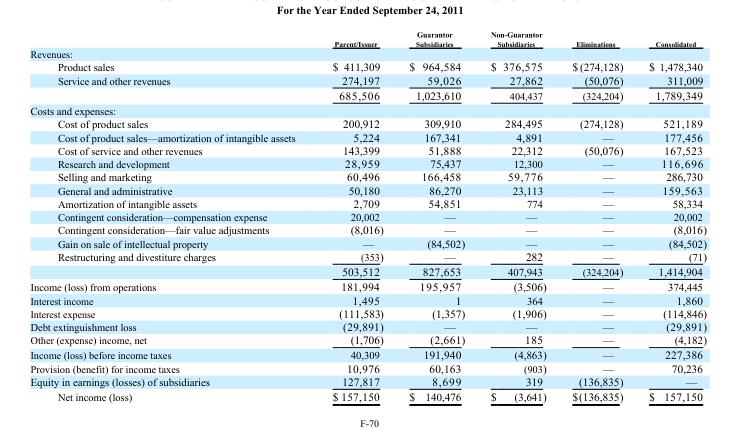 For the Year Ended September 24, 2011
Guarantor Non-Guarantor
Parent/Issuer Subsidiaries Subsidiaries Eliminations Consolidated
Revenues:
Product sales $ 411,309 $ 964,584 $ 376,575 $(274,128) $ 1,478,340
Service and other revenues 274,197 59,026 27,862 (50,076) 311,009
685,506 1,023,610 404,437 (324,204) 1,789,349
Costs and expenses:
Cost of product sales 200,912 309,910 284,495 (274,128) 521,189
Cost of product sales—amortization of intangible assets 5,224 167,341 4,891 — 177,456
Cost of service and other revenues 143,399 51,888 22,312 (50,076) 167,523
Research and development 28,959 75,437 12,300 — 116,696
Selling and marketing 60,496 166,458 59,776 — 286,730
General and administrative 50,180 86,270 23,113 — 159,563
Amortization of intangible assets 2,709 54,851 774 — 58,334
Contingent consideration—compensation expense 20,002 — — — 20,002
Contingent consideration—fair value adjustments (8,016) — — — (8,016)
Gain on sale of intellectual property — (84,502) — — (84,502)
Restructuring and divestiture charges (353) — 282 — (71)
503,512 827,653 407,943 (324,204) 1,414,904
Income (loss) from operations 181,994 195,957 (3,506) — 374,445
Interest income 1,495 1 364 — 1,860
Interest expense (111,583) (1,357) (1,906) — (114,846)
Debt extinguishment loss (29,891) — — — (29,891)
Other (expense) income, net (1,706) (2,661) 185 — (4,182)
Income (loss) before income taxes 40,309 191,940 (4,863) — 227,386
Provision (benefit) for income taxes 10,976 60,163 (903) — 70,236
Equity in earnings (losses) of subsidiaries 127,817 8,699 319 (136,835) —
Net income (loss) $ 157,150 $ 140,476 $ (3,641) $(136,835) $ 157,150
F-70